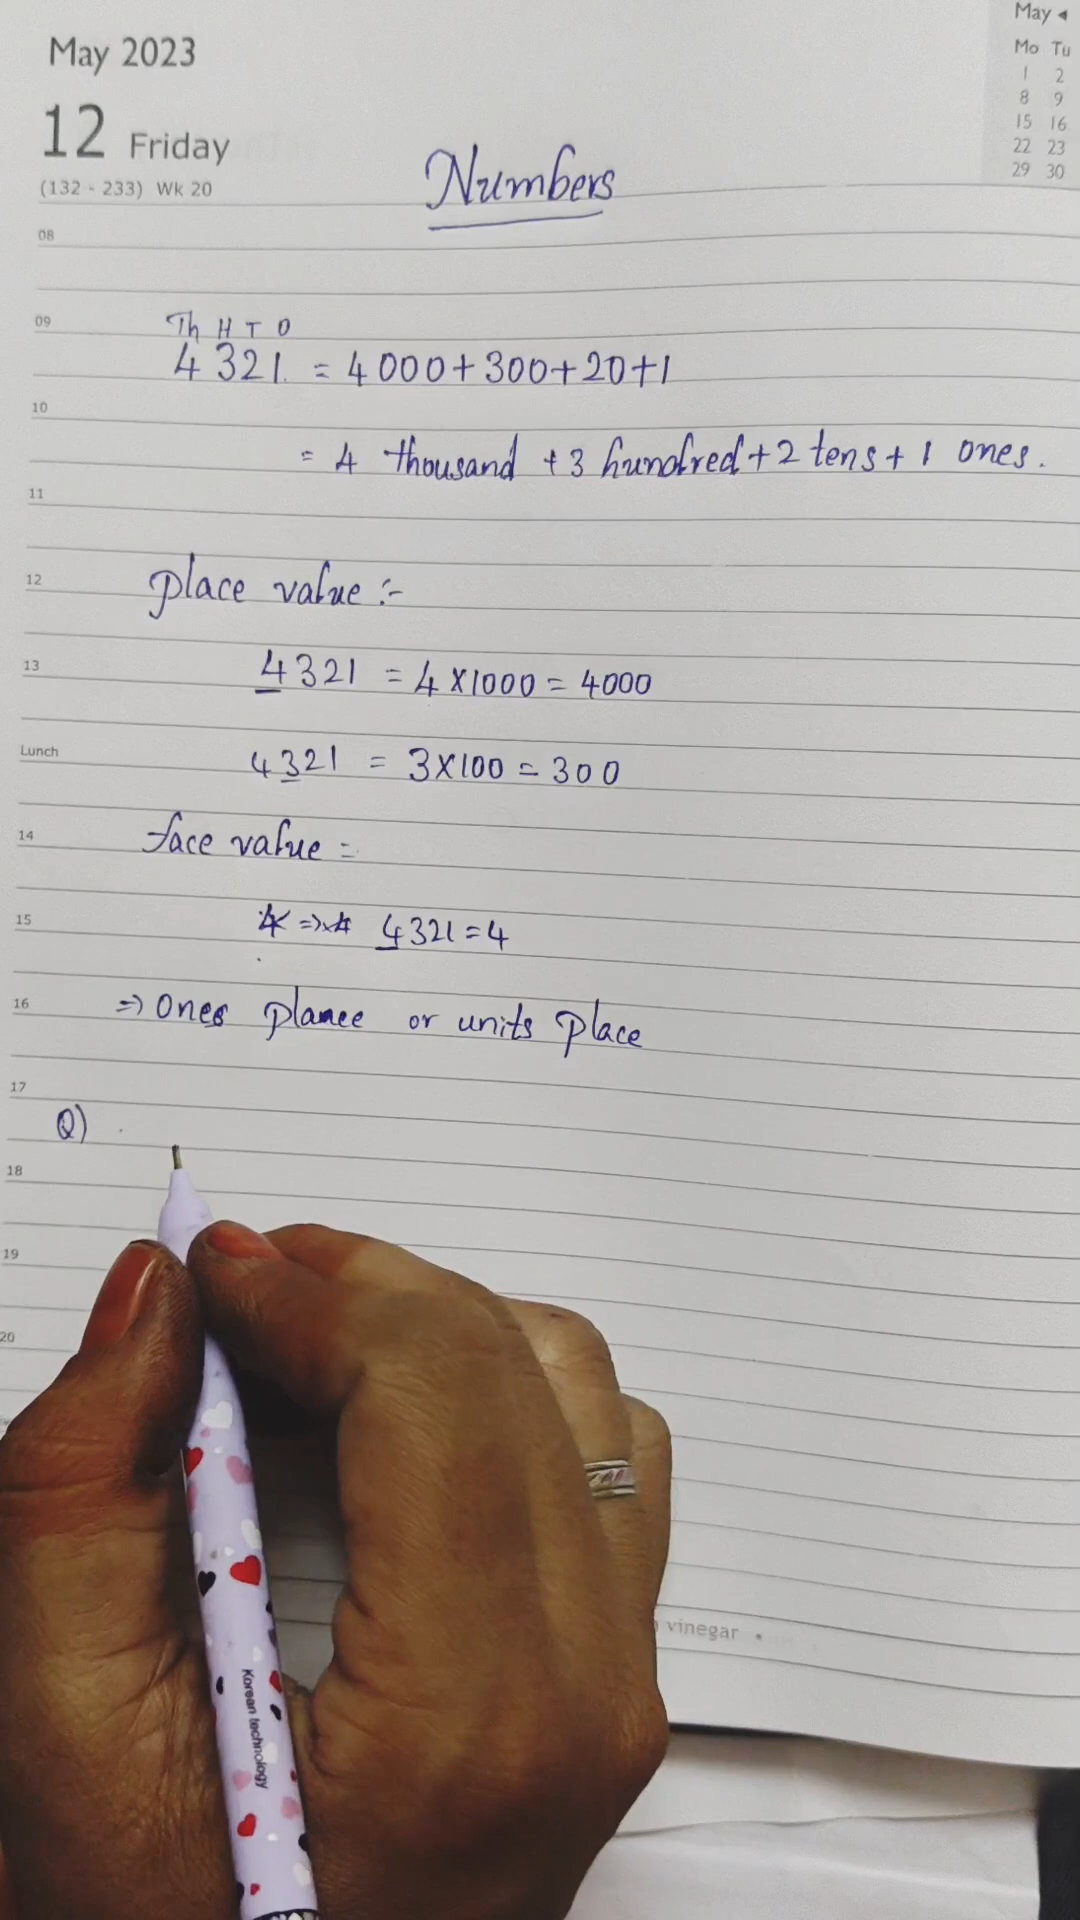 May 2023
12 Friday
(132 - 233) Wk 20
May ◂
Mo Tu
1 2
8 9
15 16
22 23
29 30
Numbers
08
09
Th H T O
4321 = 4000+300+20+1
10
= 4 thousand +3 hundred+2 tens+1 ones.
11
12
place value :-
13
4321 = 4×1000 = 4000
Lunch
4321 = 3×100 = 300
14
face value =
15
4321=4
16
⇒ Ones or units place
17
Q)
18
19
20
vinegar •
Korean technology